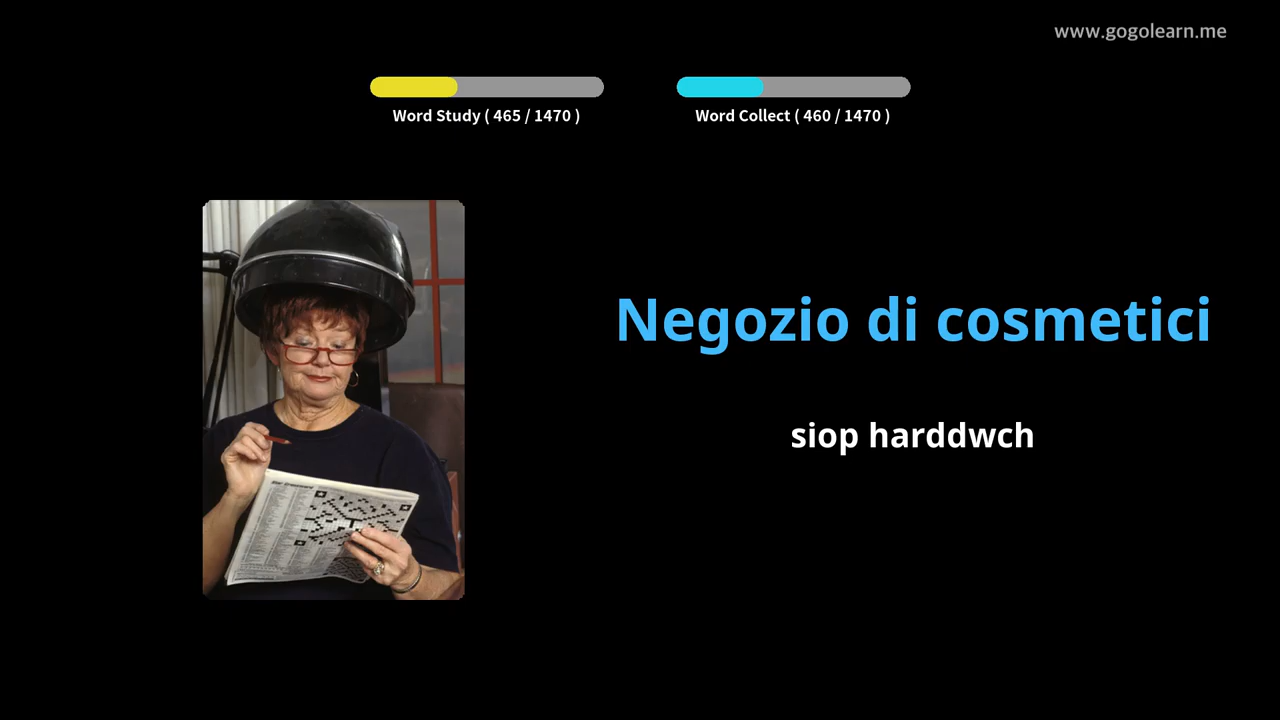 www.gogolearn.me
Word Study ( 465 / 1470 )
Word Collect ( 460 / 1470 )
Negozio di cosmetici
siop harddwch